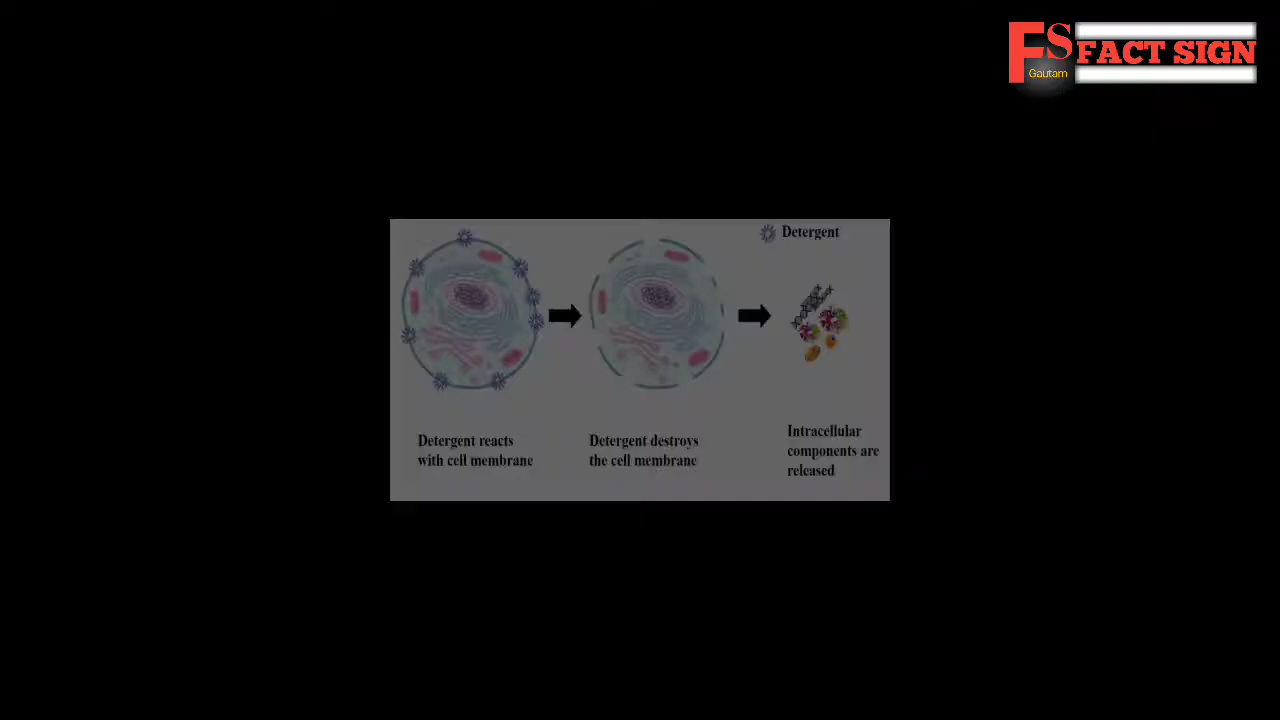 FS
Gautam
FACT SIGN
Detergent
Detergent reacts
with cell membrane
Detergent destroys
the cell membrane
Intracellular
components are
released